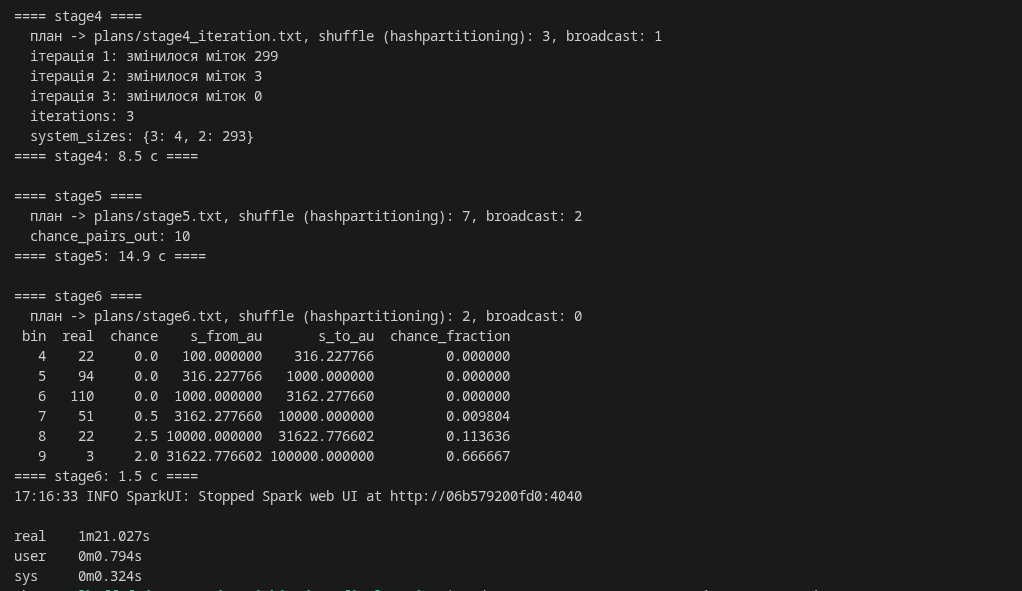 ==== stage4 ====
план -> plans/stage4_iteration.txt, shuffle (hashpartitioning): 3, broadcast: 1
ітерація 1: змінилося міток 299
ітерація 2: змінилося міток 3
ітерація 3: змінилося міток 0
iterations: 3
system_sizes: {3: 4, 2: 293}
==== stage4: 8.5 с ====
==== stage5 ====
план -> plans/stage5.txt, shuffle (hashpartitioning): 7, broadcast: 2
chance_pairs_out: 10
==== stage5: 14.9 с ====
==== stage6 ====
план -> plans/stage6.txt, shuffle (hashpartitioning): 2, broadcast: 0
bin real chance s_from_au s_to_au chance_fraction
4 22 0.0 100.000000 316.227766 0.000000
5 94 0.0 316.227766 1000.000000 0.000000
6 110 0.0 1000.000000 3162.277660 0.000000
7 51 0.5 3162.277660 10000.000000 0.009804
8 22 2.5 10000.000000 31622.776602 0.113636
9 3 2.0 31622.776602 100000.000000 0.666667
==== stage6: 1.5 с ====
17:16:33 INFO SparkUI: Stopped Spark web UI at http://06b579200fd0:4040
real 1m21.027s
user 0m0.794s
sys 0m0.324s